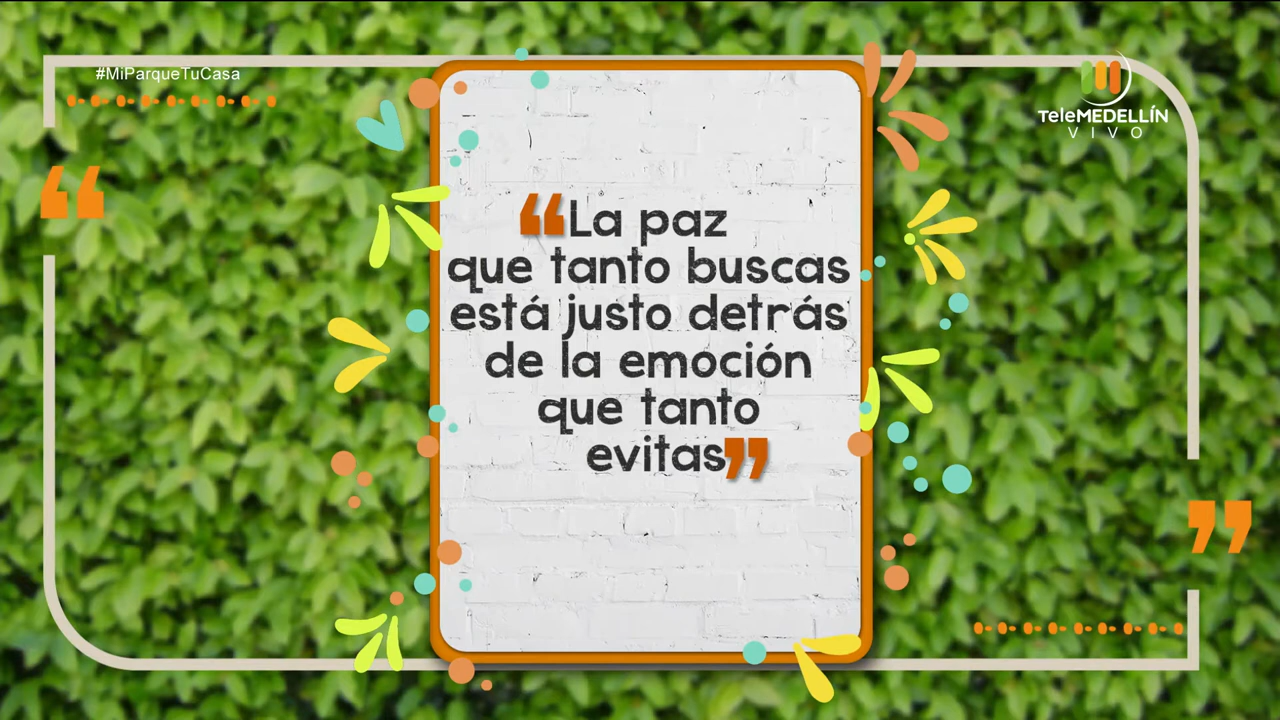 #MiParqueTuCasa
TeleMEDELLÍN
VIVO
“La paz
que tanto buscas
está justo detrás
de la emoción
que tanto
evitas”